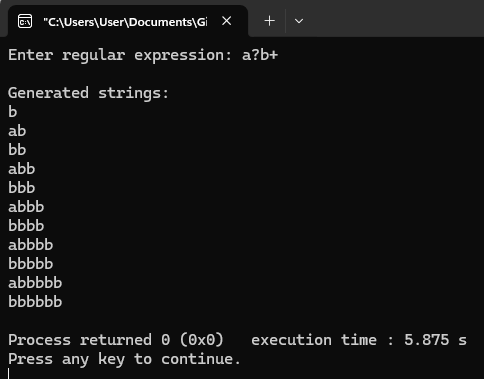 "C:\Users\User\Documents\Gi
Enter regular expression: a?b+
Generated strings:
b
ab
bb
abb
bbb
abbb
bbbb
abbbb
bbbbb
abbbbb
bbbbbb
Process returned 0 (0x0)   execution time : 5.875 s
Press any key to continue.